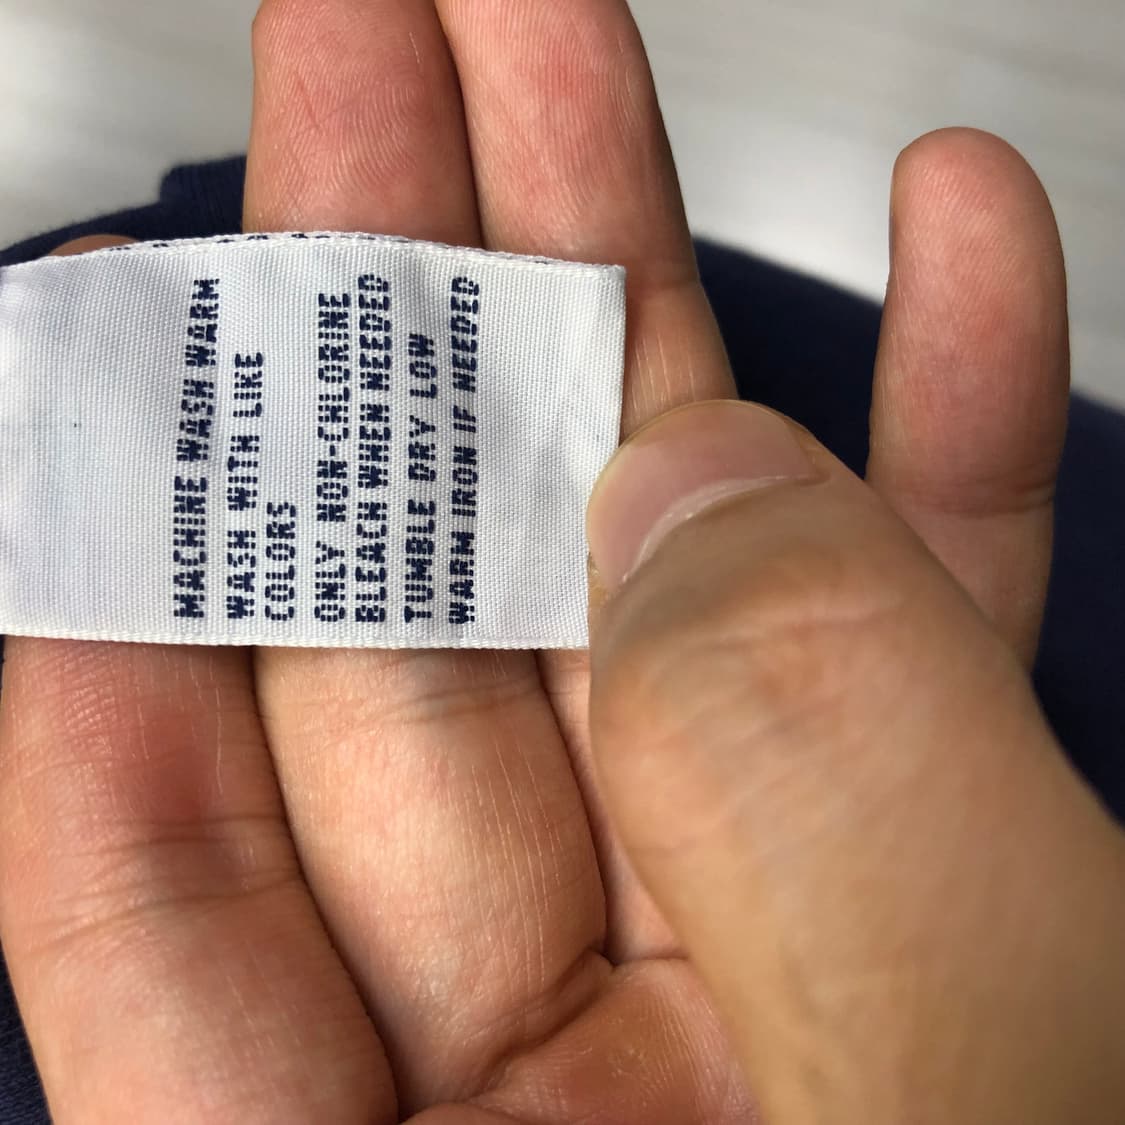 MACHINE WASH WARM
WASH WITH LIKE
COLORS
ONLY NON-CHLORINE
BLEACH WHEN NEEDED
TUMBLE DRY LOW
WARM IRON IF NEEDED